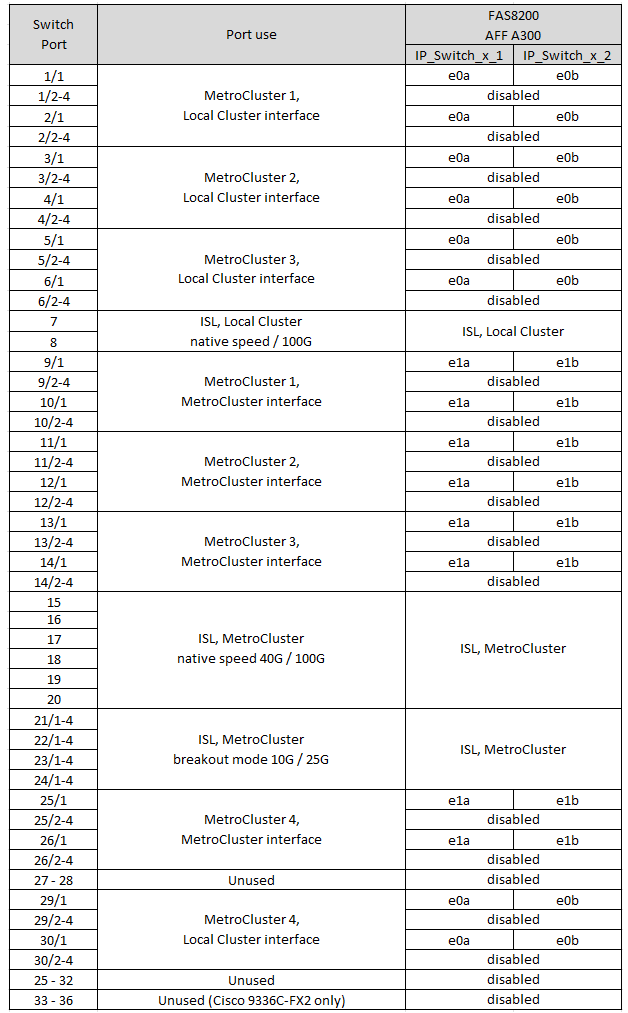 Switch Port Port use FAS8200 AFF A300
IP_Switch_x_1 IP_Switch_x_2
1/1 MetroCluster 1, Local Cluster interface e0a e0b
1/2-4 disabled
2/1 e0a e0b
2/2-4 disabled
3/1 MetroCluster 2, Local Cluster interface e0a e0b
3/2-4 disabled
4/1 e0a e0b
4/2-4 disabled
5/1 MetroCluster 3, Local Cluster interface e0a e0b
5/2-4 disabled
6/1 e0a e0b
6/2-4 disabled
7 ISL, Local Cluster native speed / 100G ISL, Local Cluster
8
9/1 MetroCluster 1, MetroCluster interface e1a e1b
9/2-4 disabled
10/1 e1a e1b
10/2-4 disabled
11/1 MetroCluster 2, MetroCluster interface e1a e1b
11/2-4 disabled
12/1 e1a e1b
12/2-4 disabled
13/1 MetroCluster 3, MetroCluster interface e1a e1b
13/2-4 disabled
14/1 e1a e1b
14/2-4 disabled
15 ISL, MetroCluster native speed 40G / 100G ISL, MetroCluster
16
17
18
19
20
21/1-4 ISL, MetroCluster breakout mode 10G / 25G ISL, MetroCluster
22/1-4
23/1-4
24/1-4
25/1 MetroCluster 4, MetroCluster interface e1a e1b
25/2-4 disabled
26/1 e1a e1b
26/2-4 disabled
27 - 28 Unused disabled
29/1 MetroCluster 4, Local Cluster interface e0a e0b
29/2-4 disabled
30/1 e0a e0b
30/2-4 disabled
25 - 32 Unused disabled
33 - 36 Unused (Cisco 9336C-FX2 only) disabled